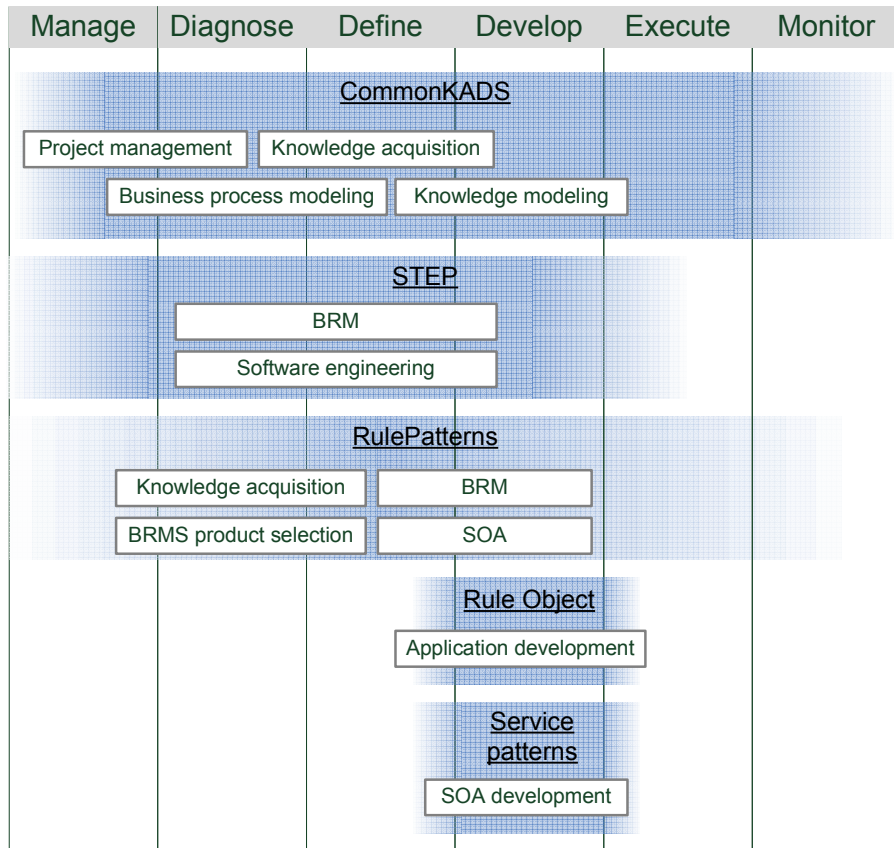 Manage Diagnose Define Develop Execute Monitor
CommonKADS
Project management Knowledge acquisition
Business process modeling Knowledge modeling
STEP
BRM
Software engineering
RulePatterns
Knowledge acquisition BRM
BRMS product selection SOA
Rule Object
Application development
Service
patterns
SOA development